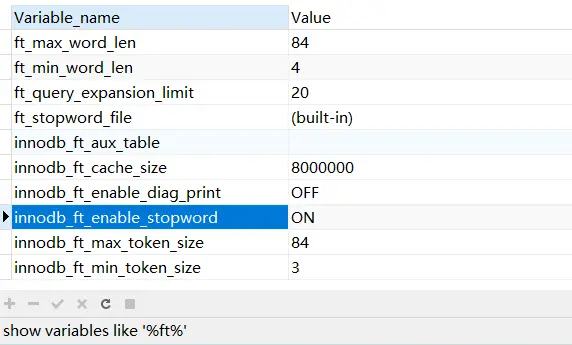 Variable_name Value
ft_max_word_len 84
ft_min_word_len 4
ft_query_expansion_limit 20
ft_stopword_file (built-in)
innodb_ft_aux_table
innodb_ft_cache_size 8000000
innodb_ft_enable_diag_print OFF
innodb_ft_enable_stopword ON
innodb_ft_max_token_size 84
innodb_ft_min_token_size 3
show variables like '%ft%'